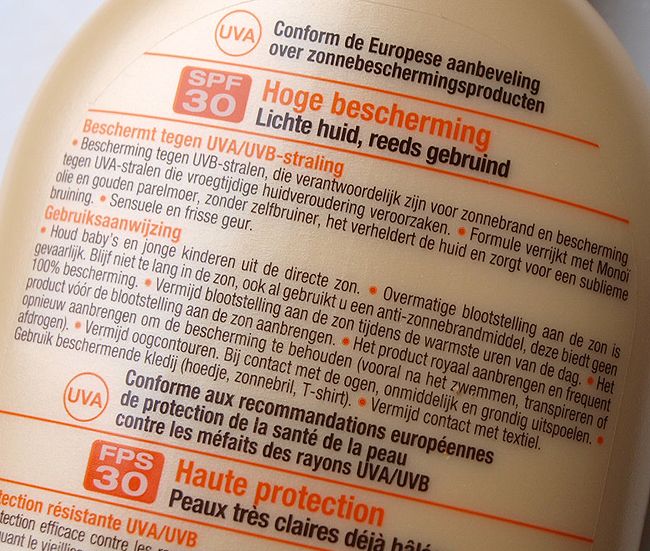 UVA
Conform de Europese aanbeveling
over zonnebeschermingsproducten
SPF
30
Hoge bescherming
Lichte huid, reeds gebruind
Beschermt tegen UVA/UVB-straling
• Bescherming tegen UVB-stralen, die verantwoordelijk zijn voor zonnebrand en bescherming
tegen UVA-stralen die vroegtijdige huidveroudering veroorzaken. • Formule verrijkt met Monoï
olie en gouden parelmoer, zonder zelfbruiner, het verheldert de huid en zorgt voor een sublieme
bruining. • Sensuele en frisse geur.
Gebruiksaanwijzing
• Houd baby's en jonge kinderen uit de directe zon. • Overmatige blootstelling aan de zon is
gevaarlijk. Blijf niet te lang in de zon, ook al gebruikt u een anti-zonnebrandmiddel, deze biedt geen
100% bescherming. • Vermijd blootstelling aan de zon tijdens de warmste uren van de dag. • Het
product vóór de blootstelling aan de zon aanbrengen. • Het product royaal aanbrengen en frequent
opnieuw aanbrengen om de bescherming te behouden (vooral na het zwemmen, transpireren of
afdrogen). • Vermijd oogcontouren. Bij contact met de ogen, onmiddelijk en grondig uitspoelen. •
Gebruik beschermende kledij (hoedje, zonnebril, T-shirt). • Vermijd contact met textiel.
UVA
Conforme aux recommandations européennes
de protection de la santé de la peau
contre les méfaits des rayons UVA/UVB
FPS
30
Haute protection
Peaux très claires déjà
résistante UVA/UVB
efficace contre les